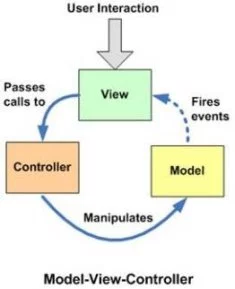 User Interaction
Passes
calls to
View
Fires
events
Controller
Model
Manipulates
Model-View-Controller